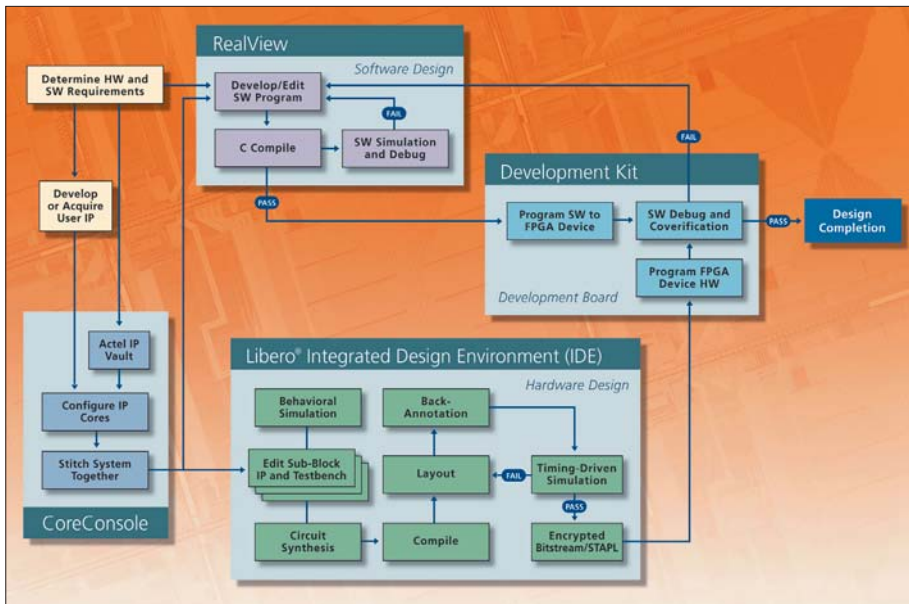 RealView
Software Design
Determine HW and
SW Requirements
Develop/Edit
SW Program
FAIL
C Compile
SW Simulation
and Debug
FAIL
Development Kit
Develop
or Acquire
User IP
PASS
Program SW to
FPGA Device
SW Debug and
Coverification
PASS
Design
Completion
Program FPGA
Device HW
Development Board
Actel IP
Vault
Configure IP
Cores
Stitch System
Together
CoreConsole
Libero® Integrated Design Environment (IDE)
Hardware Design
Behavioral
Simulation
Back-
Annotation
Edit Sub-Block
IP and Testbench
Layout
FAIL
Timing-Driven
Simulation
PASS
Circuit
Synthesis
Compile
Encrypted
Bitstream/STAPL